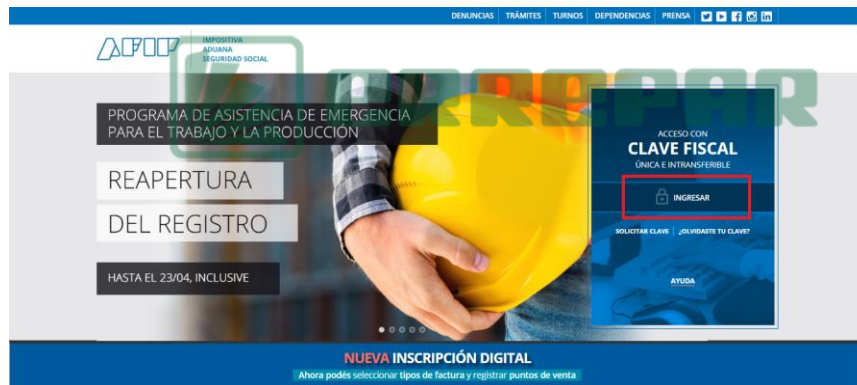 DENUNCIAS TRÁMITES TURNOS DEPENDENCIAS PRENSA
AFIP
IMPOSITIVA
ADUANA
SEGURIDAD SOCIAL
ERREPAR
PROGRAMA DE ASISTENCIA DE EMERGENCIA
PARA EL TRABAJO Y LA PRODUCCIÓN
REAPERTURA
DEL REGISTRO
HASTA EL 23/04, INCLUSIVE
ACCESO CON
CLAVE FISCAL
ÚNICA E INTRANSFERIBLE
INGRESAR
SOLICITAR CLAVE | ¿OLVIDASTE TU CLAVE?
AYUDA
NUEVA INSCRIPCIÓN DIGITAL
Ahora podés seleccionar tipos de factura y registrar puntos de venta